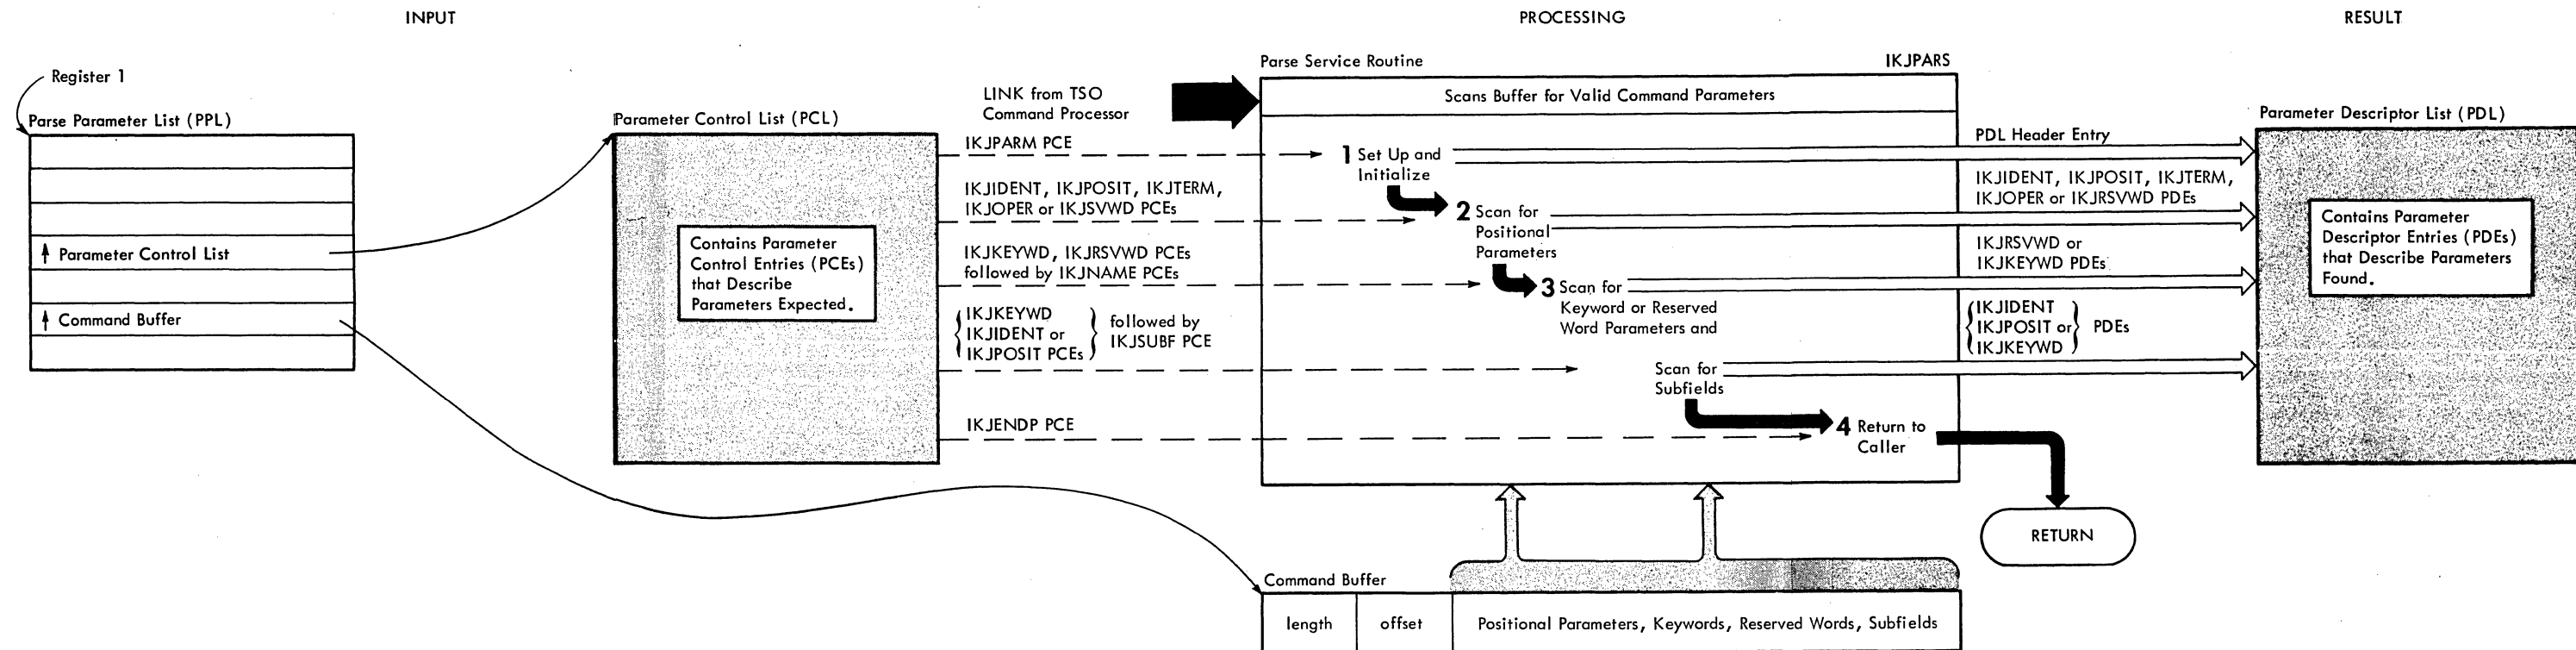 INPUT
PROCESSING
RESULT
Register 1
Parse Parameter List (PPL)
Parameter Control List
Command Buffer
Parameter Control List (PCL)
Contains Parameter
Control Entries (PCEs)
that Describe
Parameters Expected.
LINK from TSO
Command Processor
IKJPARM PCE
IKJIDENT, IKJPOSIT, IKJTERM,
IKJOPER or IKJSVWD PCEs
IKJKEYWD, IKJRSVWD PCEs
followed by IKJNAME PCEs
IKJKEYWD
IKJIDENT or
IKJPOSIT PCEs
followed by
IKJSUBF PCE
IKJENDP PCE
Parse Service Routine
IKJPARS
Scans Buffer for Valid Command Parameters
1 Set Up and
Initialize
2 Scan for
Positional
Parameters
3 Scan for
Keyword or Reserved
Word Parameters and
Scan for
Subfields
4 Return to
Caller
PDL Header Entry
IKJIDENT, IKJPOSIT, IKJTERM,
IKJOPER or IKJRSVWD PDEs
IKJRSVWD or
IKJKEYWD PDEs
IKJIDENT
IKJPOSIT or
IKJKEYWD
PDEs
Parameter Descriptor List (PDL)
Contains Parameter
Descriptor Entries (PDEs)
that Describe Parameters
Found.
RETURN
Command Buffer
length
offset
Positional Parameters, Keywords, Reserved Words, Subfields